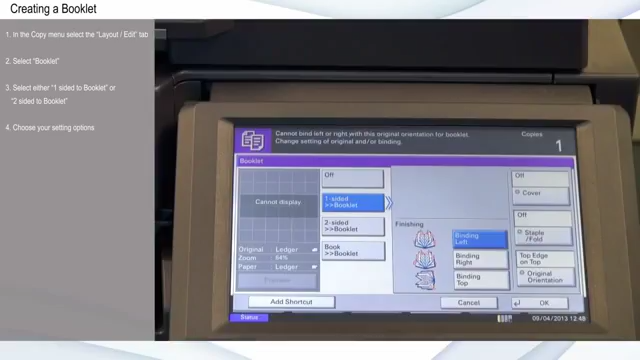 Creating a Booklet
1. In the Copy menu select the "Layout / Edit" tab
2. Select "Booklet"
3. Select either "1 sided to Booklet" or
"2 sided to Booklet"
4. Choose your setting options
Cannot bind left or right with this original orientation for booklet.
Change setting of original and/or binding.
Copies
1
Booklet
Cannot display
Original : Ledger
Zoom : 64%
Paper : Ledger
Off
1-sided
>>Booklet
2-sided
>>Booklet
Book
>>Booklet
Finishing
Binding
Left
Binding
Right
Binding
Top
Off
Cover
Off
Staple
/Fold
Top Edge
on Top
Original
Orientation
Add Shortcut
Cancel
OK
Status
09/04/2013 12:48